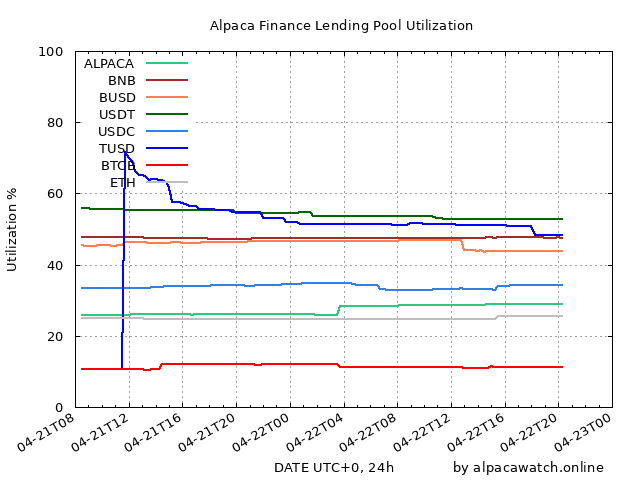 Alpaca Finance Lending Pool Utilization
100
80
60
40
20
0
Utilization %
ALPACA
BNB
BUSD
USDT
USDC
TUSD
BTCB
ETH
04-21T08
04-21T12
04-21T16
04-21T20
04-22T00
04-22T04
04-22T08
04-22T12
04-22T16
04-22T20
04-23T00
DATE UTC+0, 24h
by alpacawatch.online